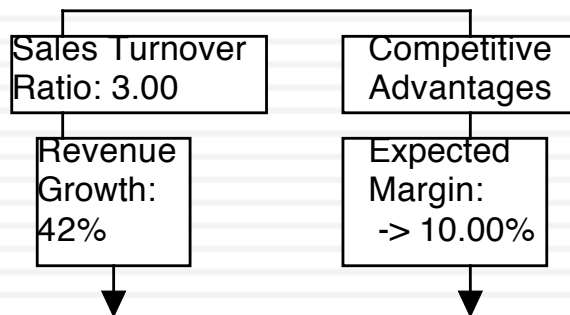 Sales Turnover
Ratio: 3.00
Competitive
Advantages
Revenue
Growth:
42%
Expected
Margin:
-> 10.00%